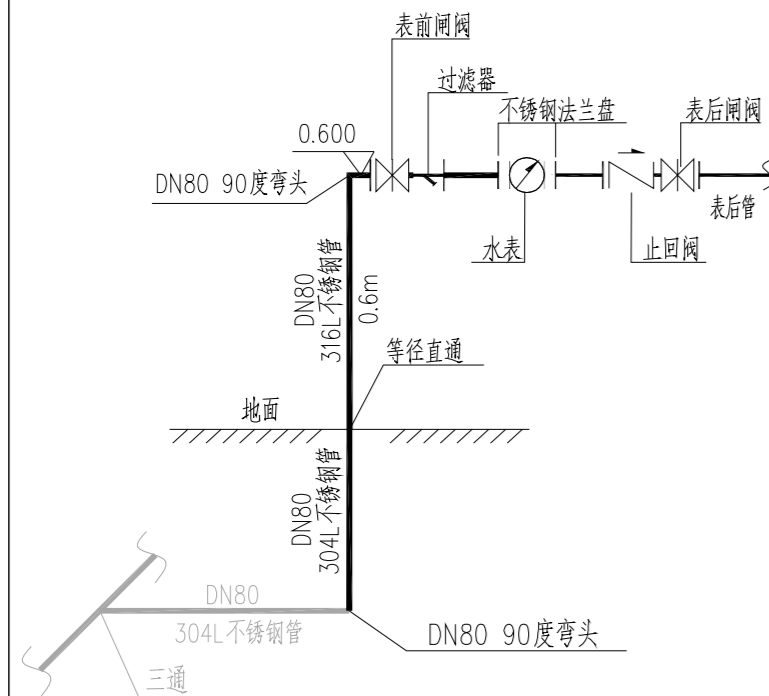 表前闸阀
过滤器
不锈钢法兰盘
表后闸阀
0.600
DN80 90度弯头
表后管
水表
止回阀
DN80
316L不锈钢管
0.6m
等径直通
地面
DN80
304L不锈钢管
DN80
304L不锈钢管
DN80 90度弯头
三通